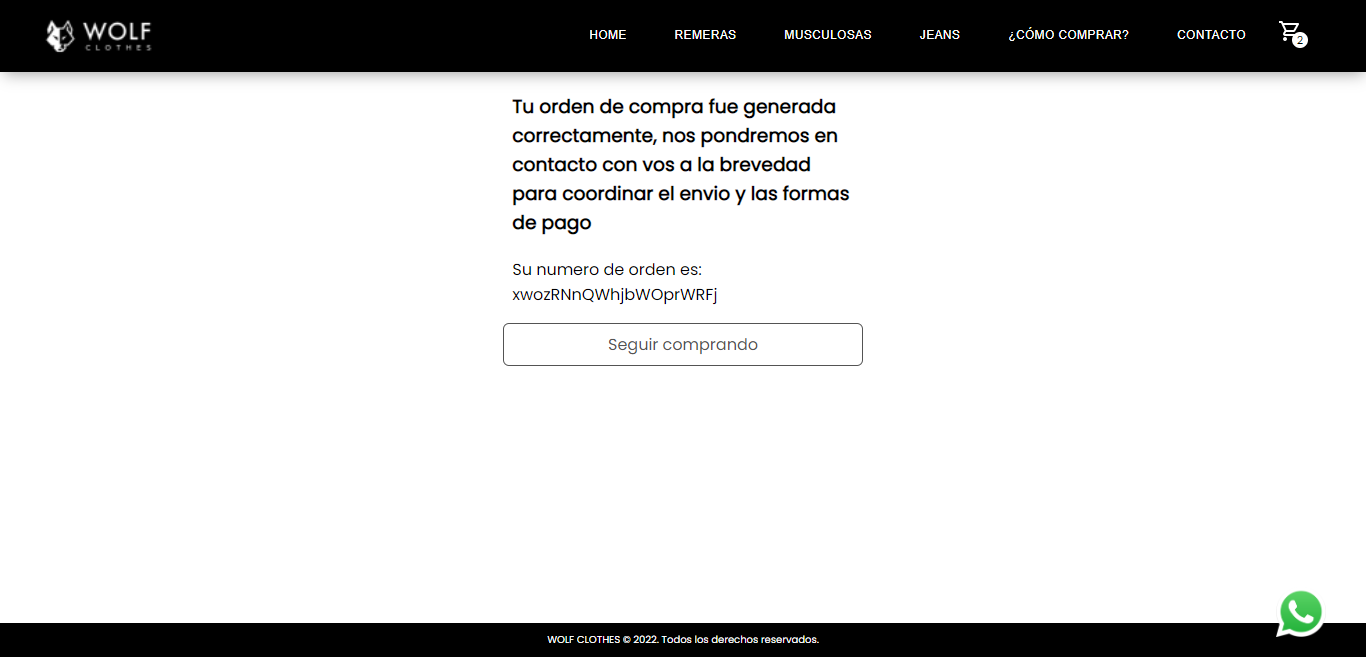 WOLF
CLOTHES
HOME
REMERAS
MUSCULOSAS
JEANS
¿CÓMO COMPRAR?
CONTACTO
2
Tu orden de compra fue generada
correctamente, nos pondremos en
contacto con vos a la brevedad
para coordinar el envio y las formas
de pago
Su numero de orden es:
xwozRNnQWhjbWOprWRFj
Seguir comprando
WOLF CLOTHES © 2022. Todos los derechos reservados.